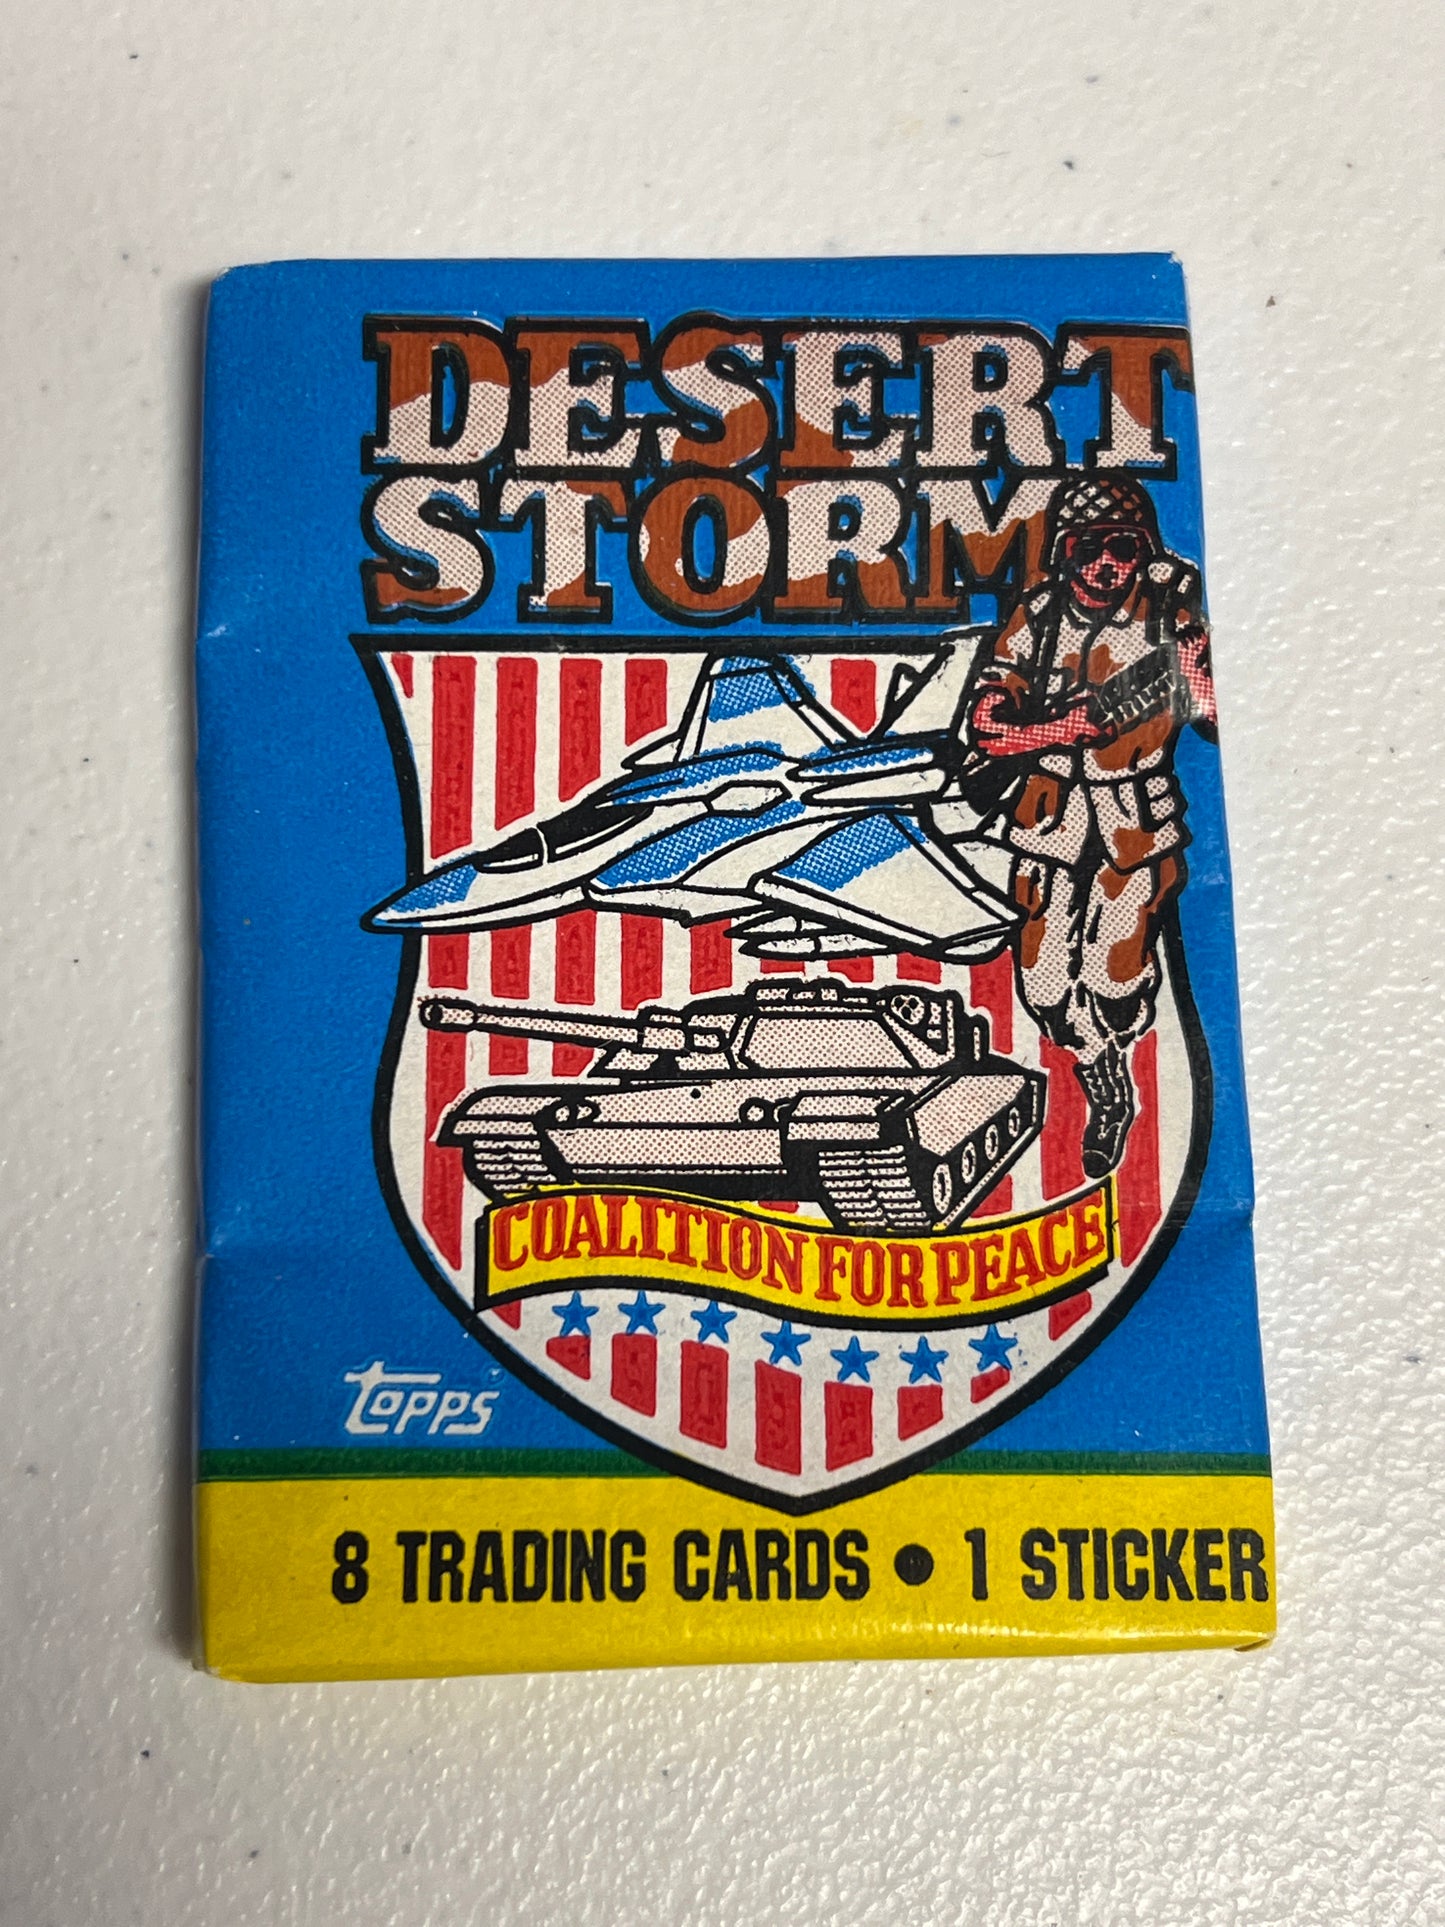 DESERT
STORM
COALITION FOR PEACE
TOPPS
8 TRADING CARDS • 1 STICKER